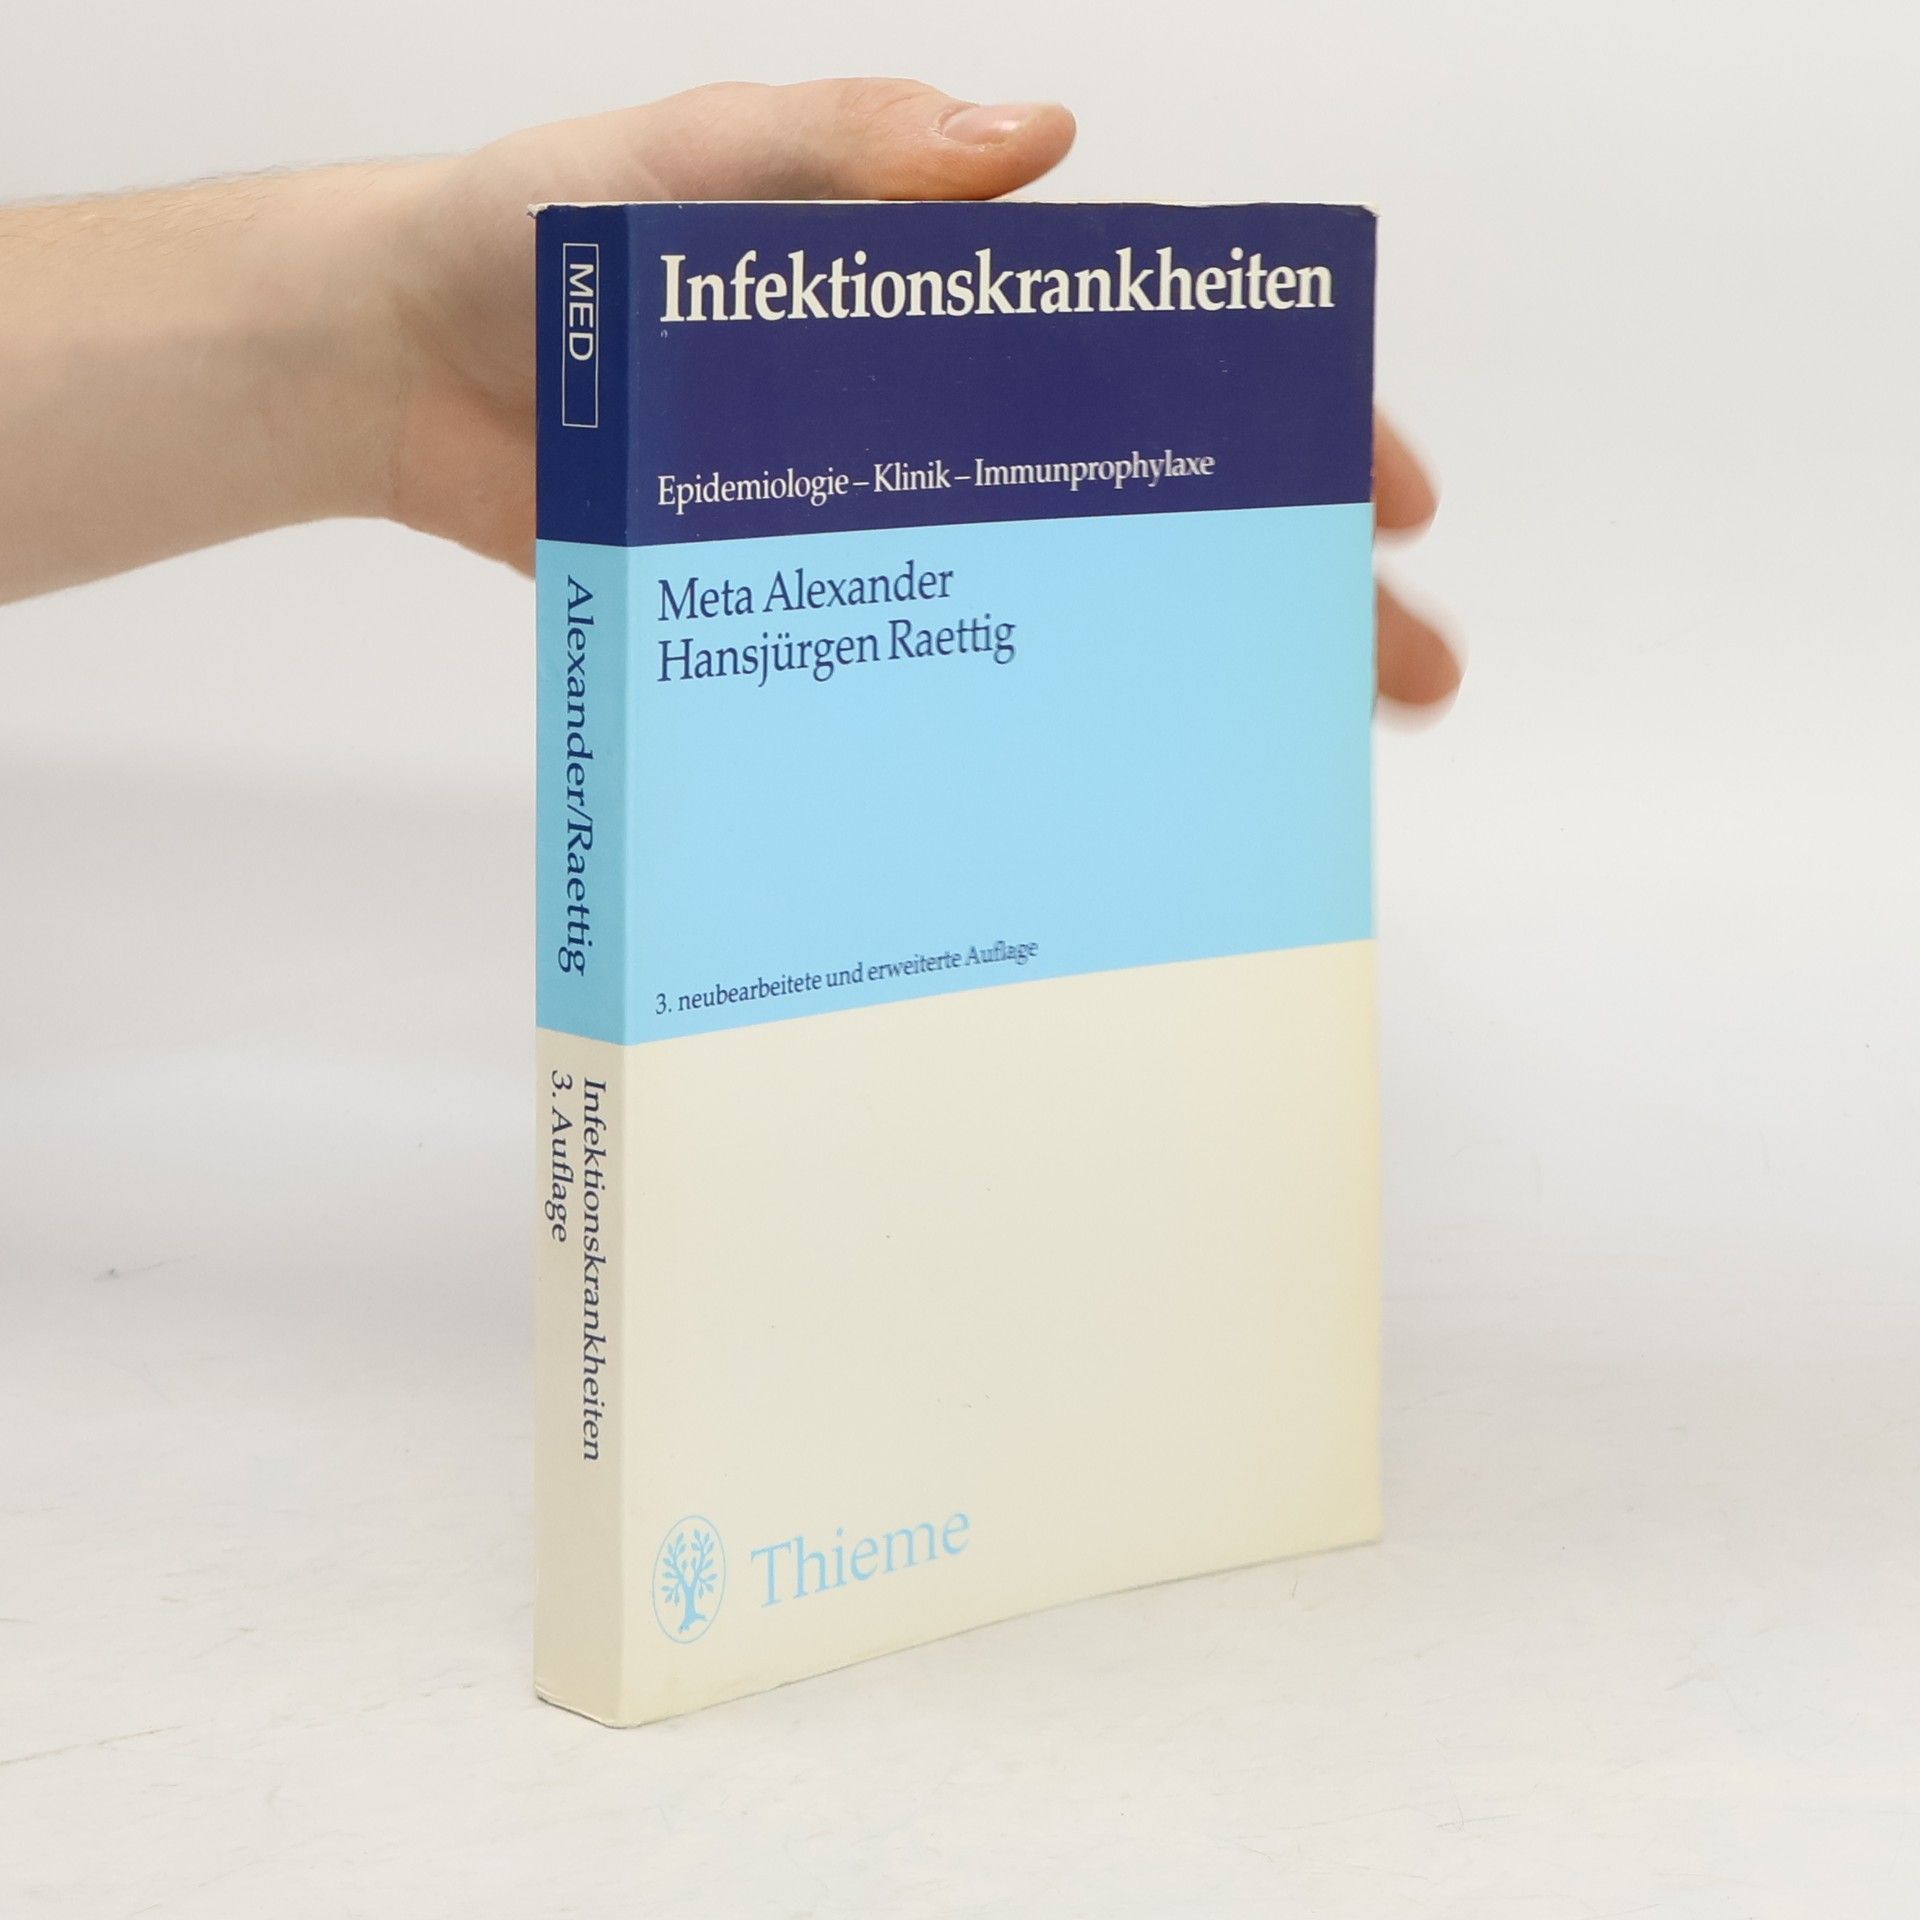 MED
Alexander/Raettig
Infektionskrankheiten
3. Auflage
Infektionskrankheiten
Epidemiologie – Klinik – Immunprophylaxe
Meta Alexander
Hansjürgen Raettig
3. neubearbeitete und erweiterte Auflage
Thieme